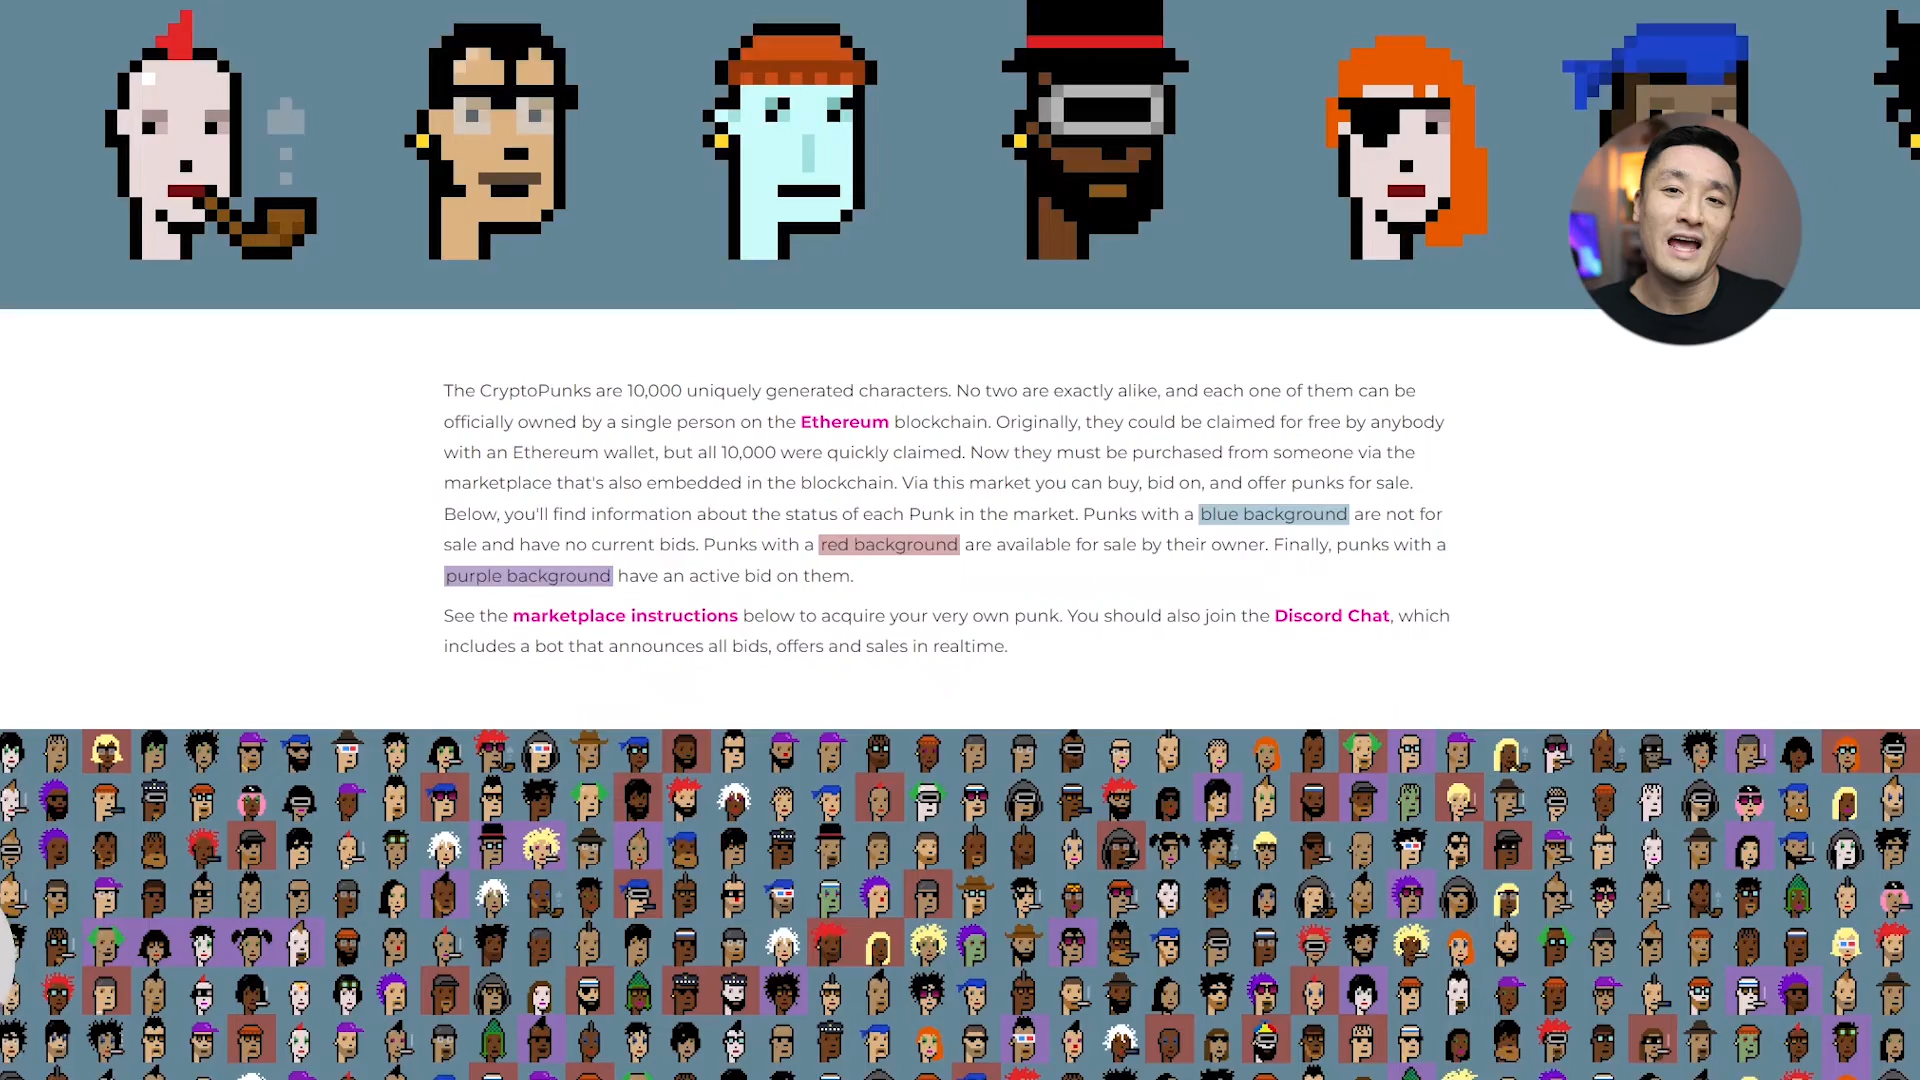 The CryptoPunks are 10,000 uniquely generated characters. No two are exactly alike, and each one of them can be
officially owned by a single person on the Ethereum blockchain. Originally, they could be claimed for free by anybody
with an Ethereum wallet, but all 10,000 were quickly claimed. Now they must be purchased from someone via the
marketplace that's also embedded in the blockchain. Via this market you can buy, bid on, and offer punks for sale.
Below, you'll find information about the status of each Punk in the market. Punks with a blue background are not for
sale and have no current bids. Punks with a red background are available for sale by their owner. Finally, punks with a
purple background have an active bid on them.
See the marketplace instructions below to acquire your very own punk. You should also join the Discord Chat, which
includes a bot that announces all bids, offers and sales in realtime.